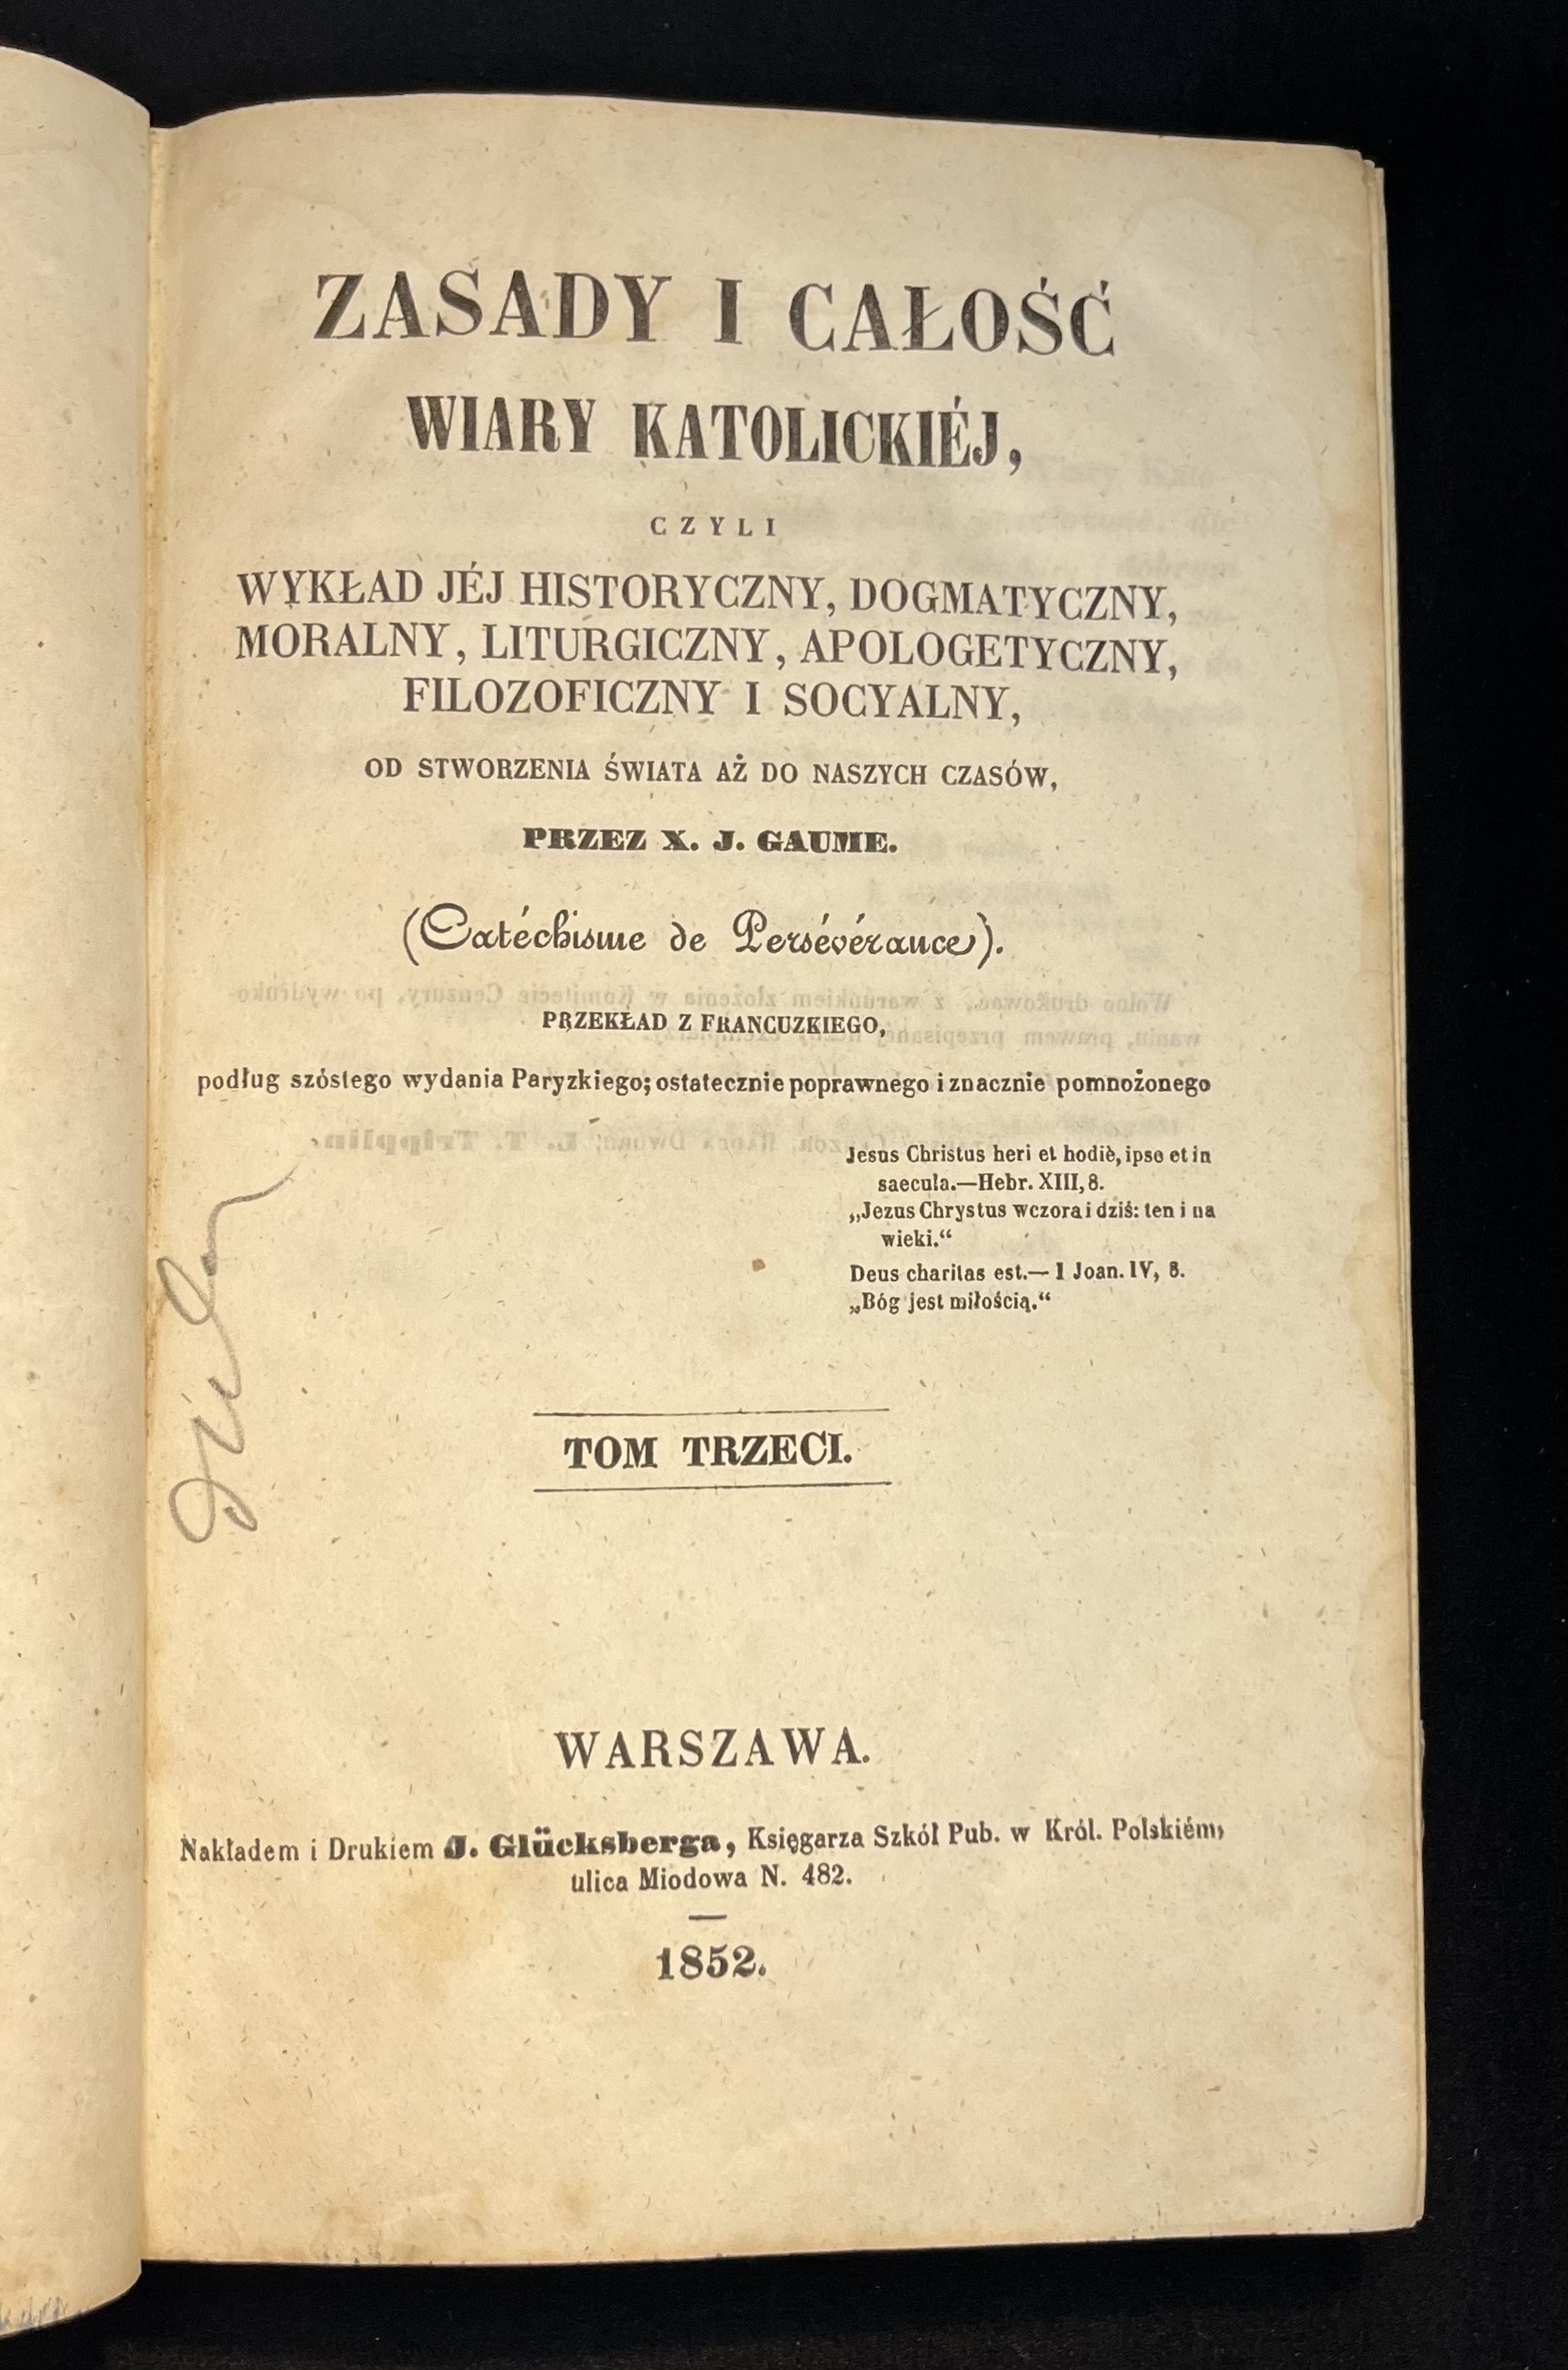 ZASADY I CAŁOŚĆ
WIARY KATOLICKIÉJ,
CZYLI
WYKŁAD JÉJ HISTORYCZNY, DOGMATYCZNY,
MORALNY, LITURGICZNY, APOLOGETYCZNY,
FILOZOFICZNY I SOCYALNY,
OD STWORZENIA ŚWIATA AŻ DO NASZYCH CZASÓW,
PRZEZ X. J. GAUME.
(Catéchisme de Persévérance).
PRZEKŁAD Z FRANCUZKIEGO,
podług szóstego wydania Paryzkiego; ostatecznie poprawnego i znacznie pomnożonego
Jesus Christus heri et hodiè, ipse et in
saecula.—Hebr. XIII, 8.
„Jezus Chrystus wczora i dziś: ten i na
wieki.“
Deus charitas est.— I Joan. IV, 8.
„Bóg jest miłością.“
TOM TRZECI.
WARSZAWA.
Nakładem i Drukiem J. Glücksberga, Księgarza Szkół Pub. w Król. Polskiém,
ulica Miodowa N. 482.
1852.